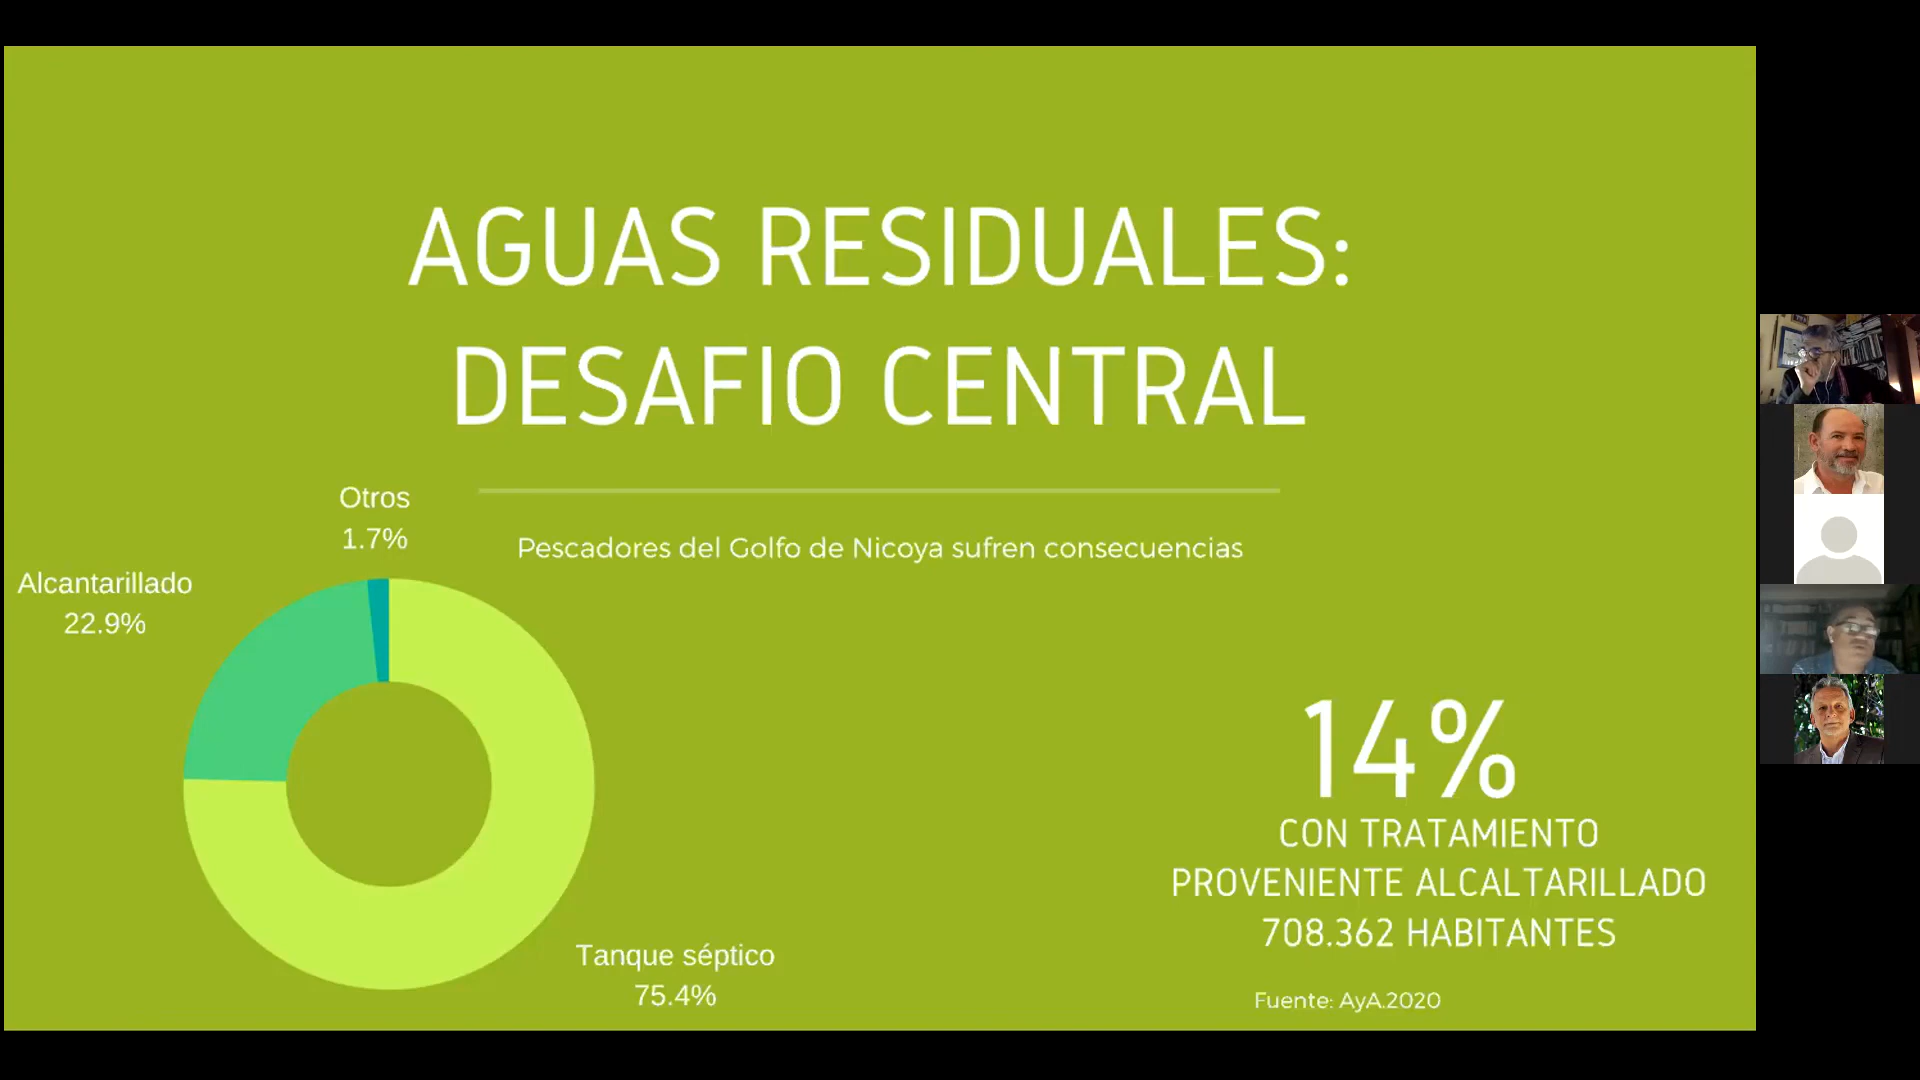 AGUAS RESIDUALES:
DESAFIO CENTRAL
Pescadores del Golfo de Nicoya sufren consecuencias
Otros
1.7%
Alcantarillado
22.9%
Tanque séptico
75.4%
14%
CON TRATAMIENTO
PROVENIENTE ALCALTARILLADO
708.362 HABITANTES
Fuente: AyA.2020